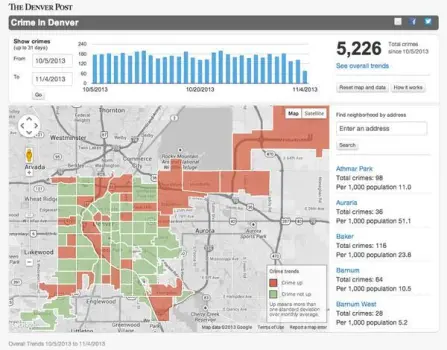 THE DENVER POST
Crime in Denver
Show crimes
(up to 31 days)
From
10/5/2013
To
11/4/2013
Go
240
180
120
60
0
10/5/2013
10/20/2013
11/4/2013
5,226
Total crimes
since 10/5/2013
See overall trends
Reset map and data
How it works
Map
Satellite
Find neighborhood by address
Enter an address
Search
Athmar Park
Total crimes: 98
Per 1,000 population 11.0
Auraria
Total crimes: 36
Per 1,000 population 51.1
Baker
Total crimes: 116
Per 1,000 population 23.8
Barnum
Total crimes: 64
Per 1,000 population 10.5
Barnum West
Total crimes: 28
Per 1,000 population 5.2
Thornton
Westminster
Commerce
City
Arvada
Rocky Mountain
Arsenal National
Wildlife Refuge
Wheat Ridge
Lakewood
Aurora
Aurora
Sports Park
Englewood
Cherry Creek
Reservoir
Littleton
Greenwood
Village
Crime trends
Crime up
Crime not up
Up means more than
one standard deviation
over monthly average.
Map data ©2013 Google
Terms of Use
Report a map error
Overall Trends 10/5/2013 to 11/4/2013